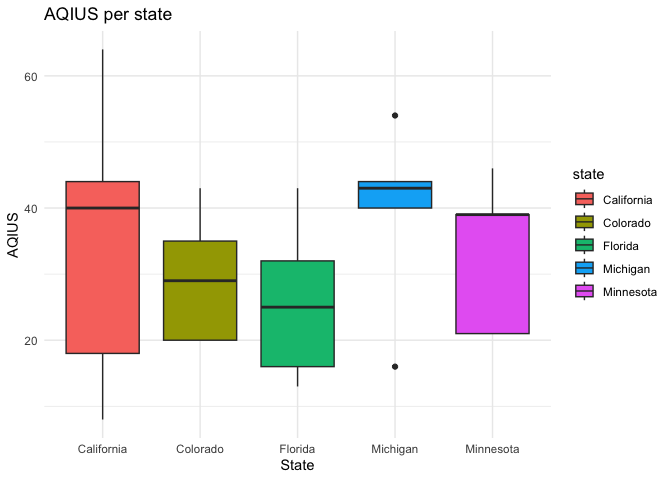 AQIUS per state
60
40
20
AQIUS
California Colorado Florida Michigan Minnesota
State
state
California
Colorado
Florida
Michigan
Minnesota